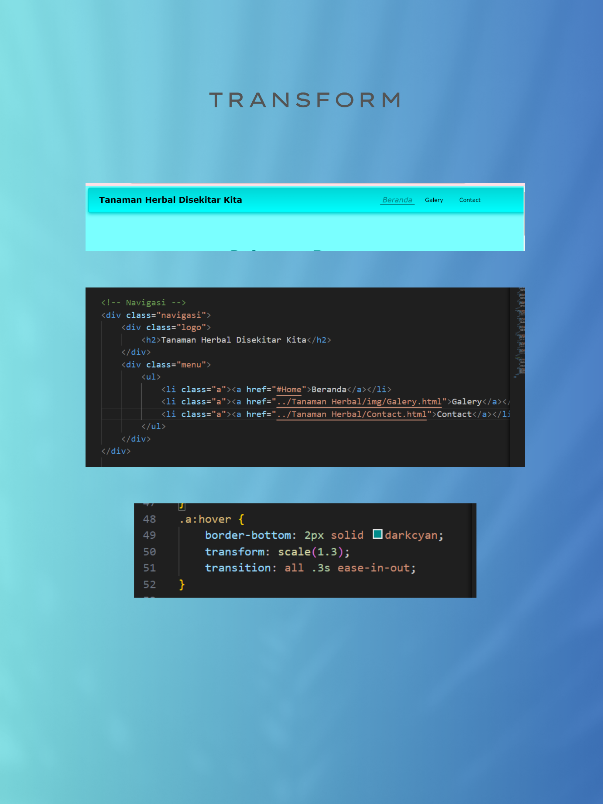 TRANSFORM
Tanaman Herbal Disekitar Kita Beranda Galery Contact
<!-- Navigasi -->
<div class="navigasi">
<div class="logo">
<h2>Tanaman Herbal Disekitar Kita</h2>
</div>
<div class="menu">
<ul>
<li class="a"><a href="#Home">Beranda</a></li>
<li class="a"><a href="../Tanaman Herbal/img/Galery.html">Galery</a></
<li class="a"><a href="../Tanaman Herbal/Contact.html">Contact</a></li
</ul>
</div>
</div>
48 .a:hover {
49 border-bottom: 2px solid darkcyan;
50 transform: scale(1.3);
51 transition: all .3s ease-in-out;
52 }